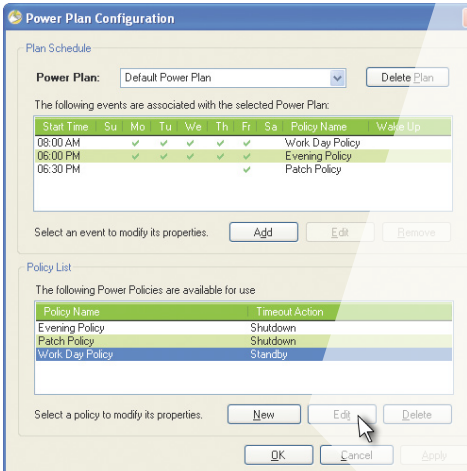 Power Plan Configuration
Plan Schedule
Power Plan: Default Power Plan Delete Plan
The following events are associated with the selected Power Plan:
Start Time Su Mo Tu We Th Fr Sa Policy Name Wake Up
08:00 AM Work Day Policy
06:00 PM Evening Policy
06:30 PM Patch Policy
Select an event to modify its properties. Add Edit Remove
Policy List
The following Power Policies are available for use
Policy Name Timeout Action
Evening Policy Shutdown
Patch Policy Shutdown
Work Day Policy Standby
Select a policy to modify its properties. New Edit Delete
OK Cancel Apply